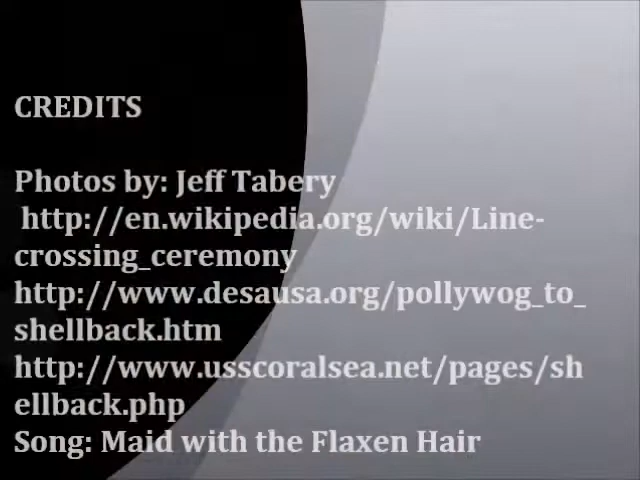 CREDITS
Photos by: Jeff Tabery
http://en.wikipedia.org/wiki/Line-
crossing_ceremony
http://www.desausa.org/pollywog_to_
shellback.htm
http://www.usscoralsea.net/pages/sh
ellback.php
Song: Maid with the Flaxen Hair